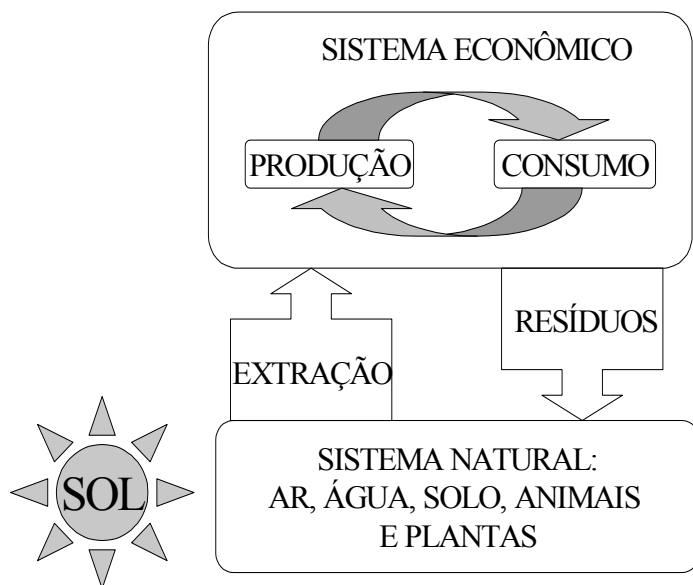 SISTEMA ECONÔMICO
PRODUÇÃO
CONSUMO
RESÍDUOS
EXTRAÇÃO
SOL
SISTEMA NATURAL:
AR, ÁGUA, SOLO, ANIMAIS
E PLANTAS